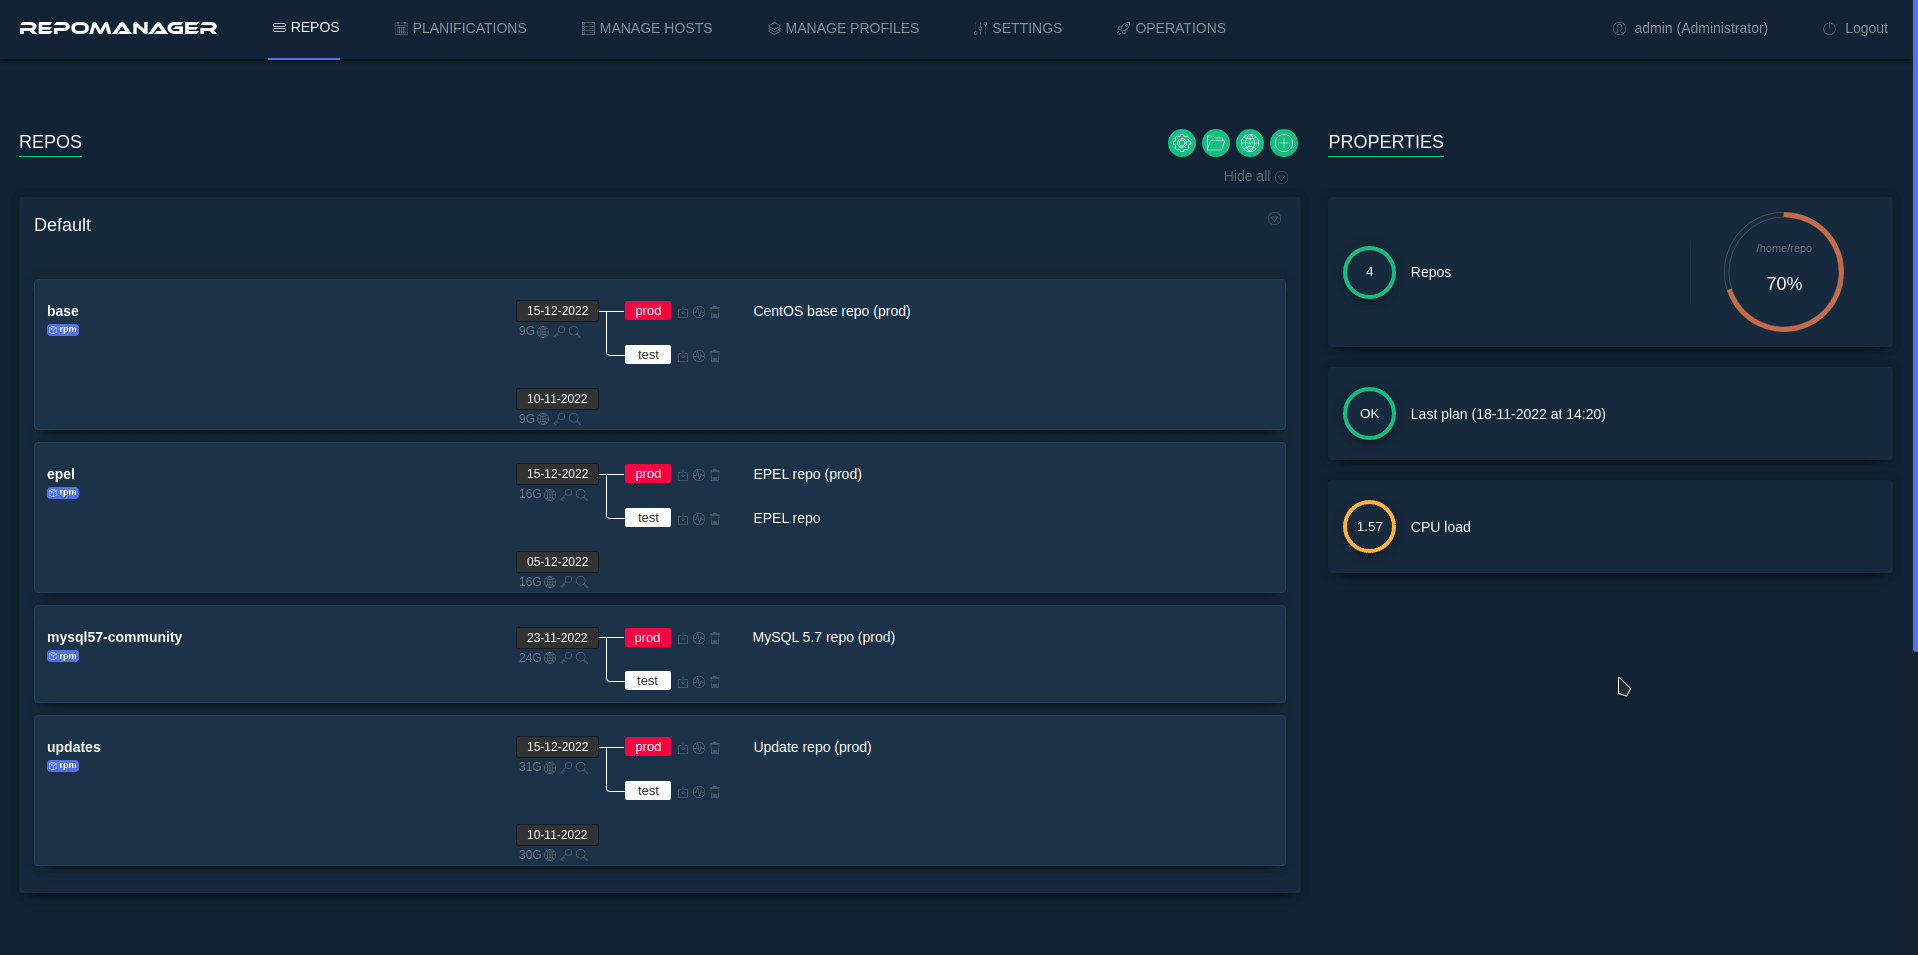 REPOMANAGER
REPOS
PLANIFICATIONS
MANAGE HOSTS
MANAGE PROFILES
SETTINGS
OPERATIONS
admin (Administrator)
Logout
REPOS
Hide all
Default
base
rpm
15-12-2022
9G
prod
CentOS base repo (prod)
test
10-11-2022
9G
epel
rpm
15-12-2022
16G
prod
EPEL repo (prod)
test
EPEL repo
05-12-2022
16G
mysql57-community
rpm
23-11-2022
24G
prod
MySQL 5.7 repo (prod)
test
updates
rpm
15-12-2022
31G
prod
Update repo (prod)
test
10-11-2022
30G
PROPERTIES
4
Repos
/home/repo
70%
OK
Last plan (18-11-2022 at 14:20)
1.57
CPU load